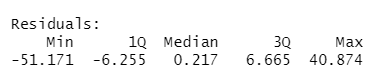 Residuals:
Min 1Q Median 3Q Max
-51.171 -6.255 0.217 6.665 40.874